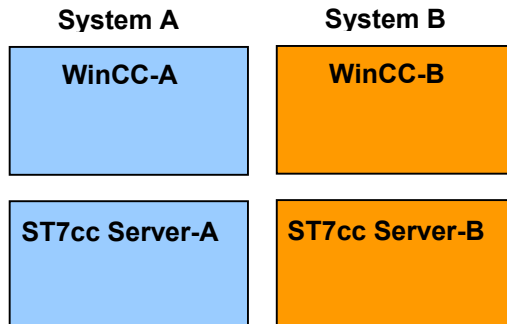 System A
System B
WinCC-A
WinCC-B
ST7cc Server-A
ST7cc Server-B